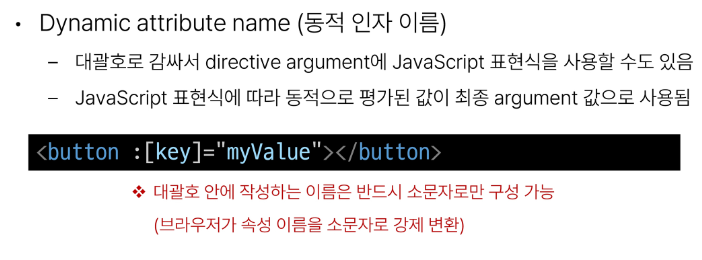 • Dynamic attribute name (동적 인자 이름)
– 대괄호로 감싸서 directive argument에 JavaScript 표현식을 사용할 수도 있음
– JavaScript 표현식에 따라 동적으로 평가된 값이 최종 argument 값으로 사용됨
<button :[key]="myValue"></button>
❖ 대괄호 안에 작성하는 이름은 반드시 소문자로만 구성 가능
(브라우저가 속성 이름을 소문자로 강제 변환)